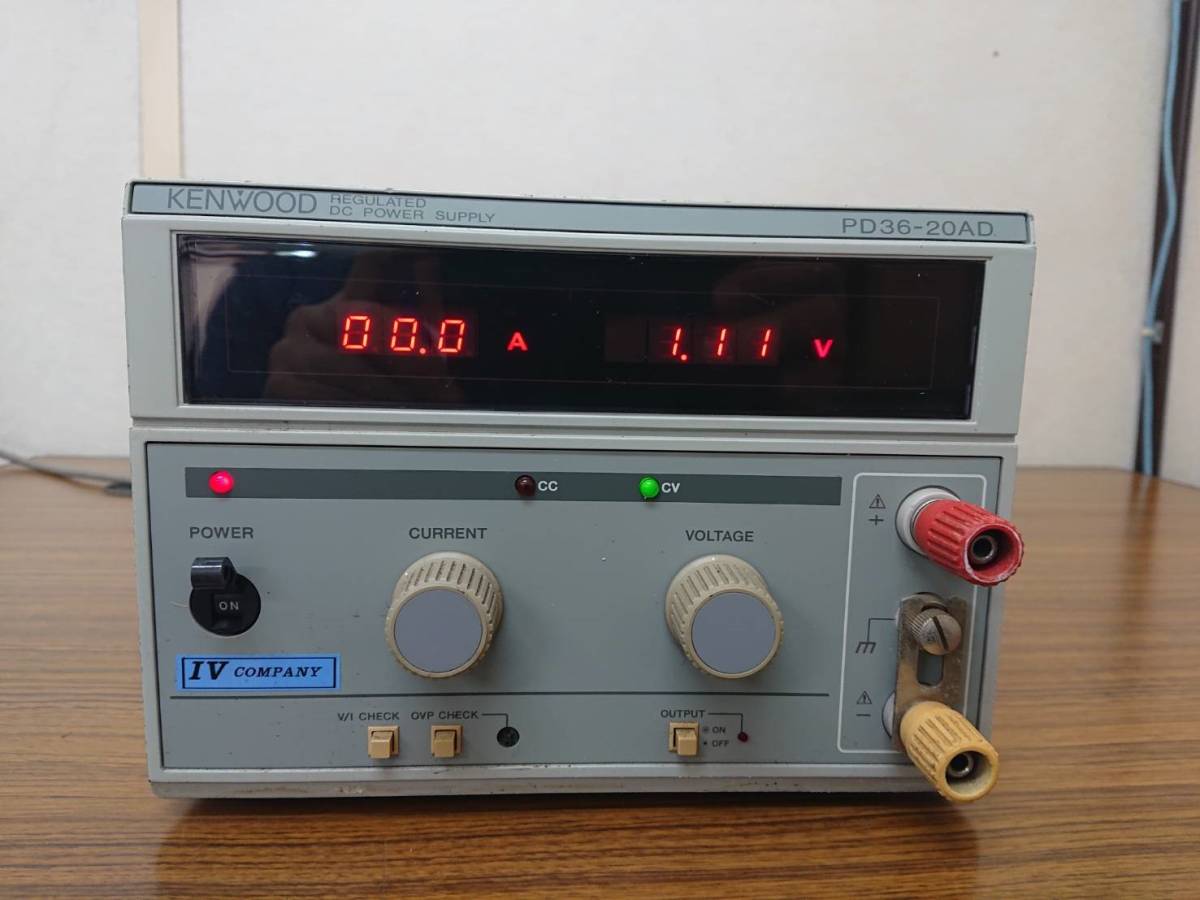 KENWOOD REGULATED
DC POWER SUPPLY
PD36-20AD
00.0 A 1.11 V
CC CV
POWER CURRENT VOLTAGE
ON
IV COMPANY
V/I CHECK OVP CHECK OUTPUT
ON
OFF
+
−